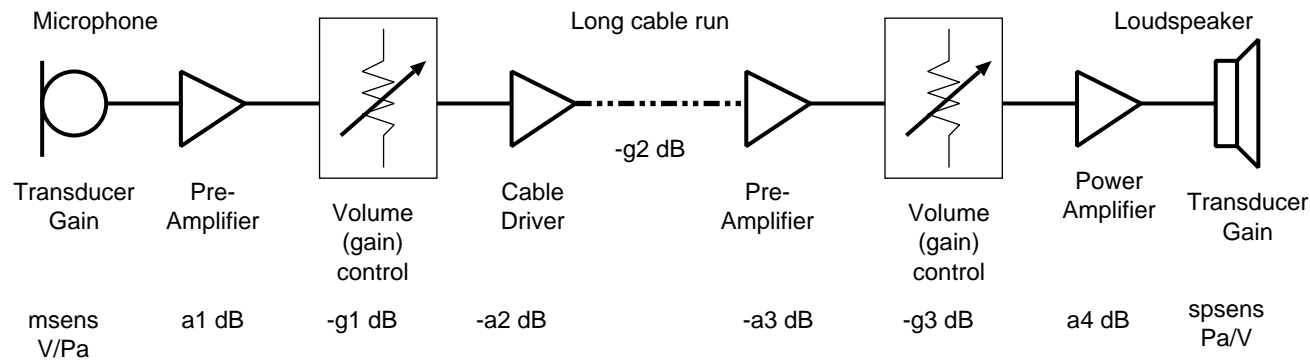 Microphone
Long cable run
Loudspeaker
-g2 dB
Transducer
Gain
Pre-
Amplifier
Volume
(gain)
control
Cable
Driver
Pre-
Amplifier
Volume
(gain)
control
Power
Amplifier
Transducer
Gain
msens
V/Pa
a1 dB
-g1 dB
-a2 dB
-a3 dB
-g3 dB
a4 dB
spsens
Pa/V